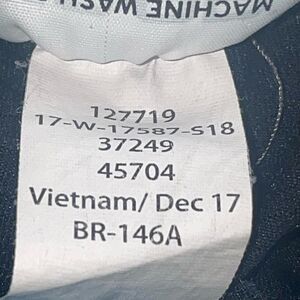 MACHINE WASH
127719
17-W-17587-S18
37249
45704
Vietnam/ Dec 17
BR-146A